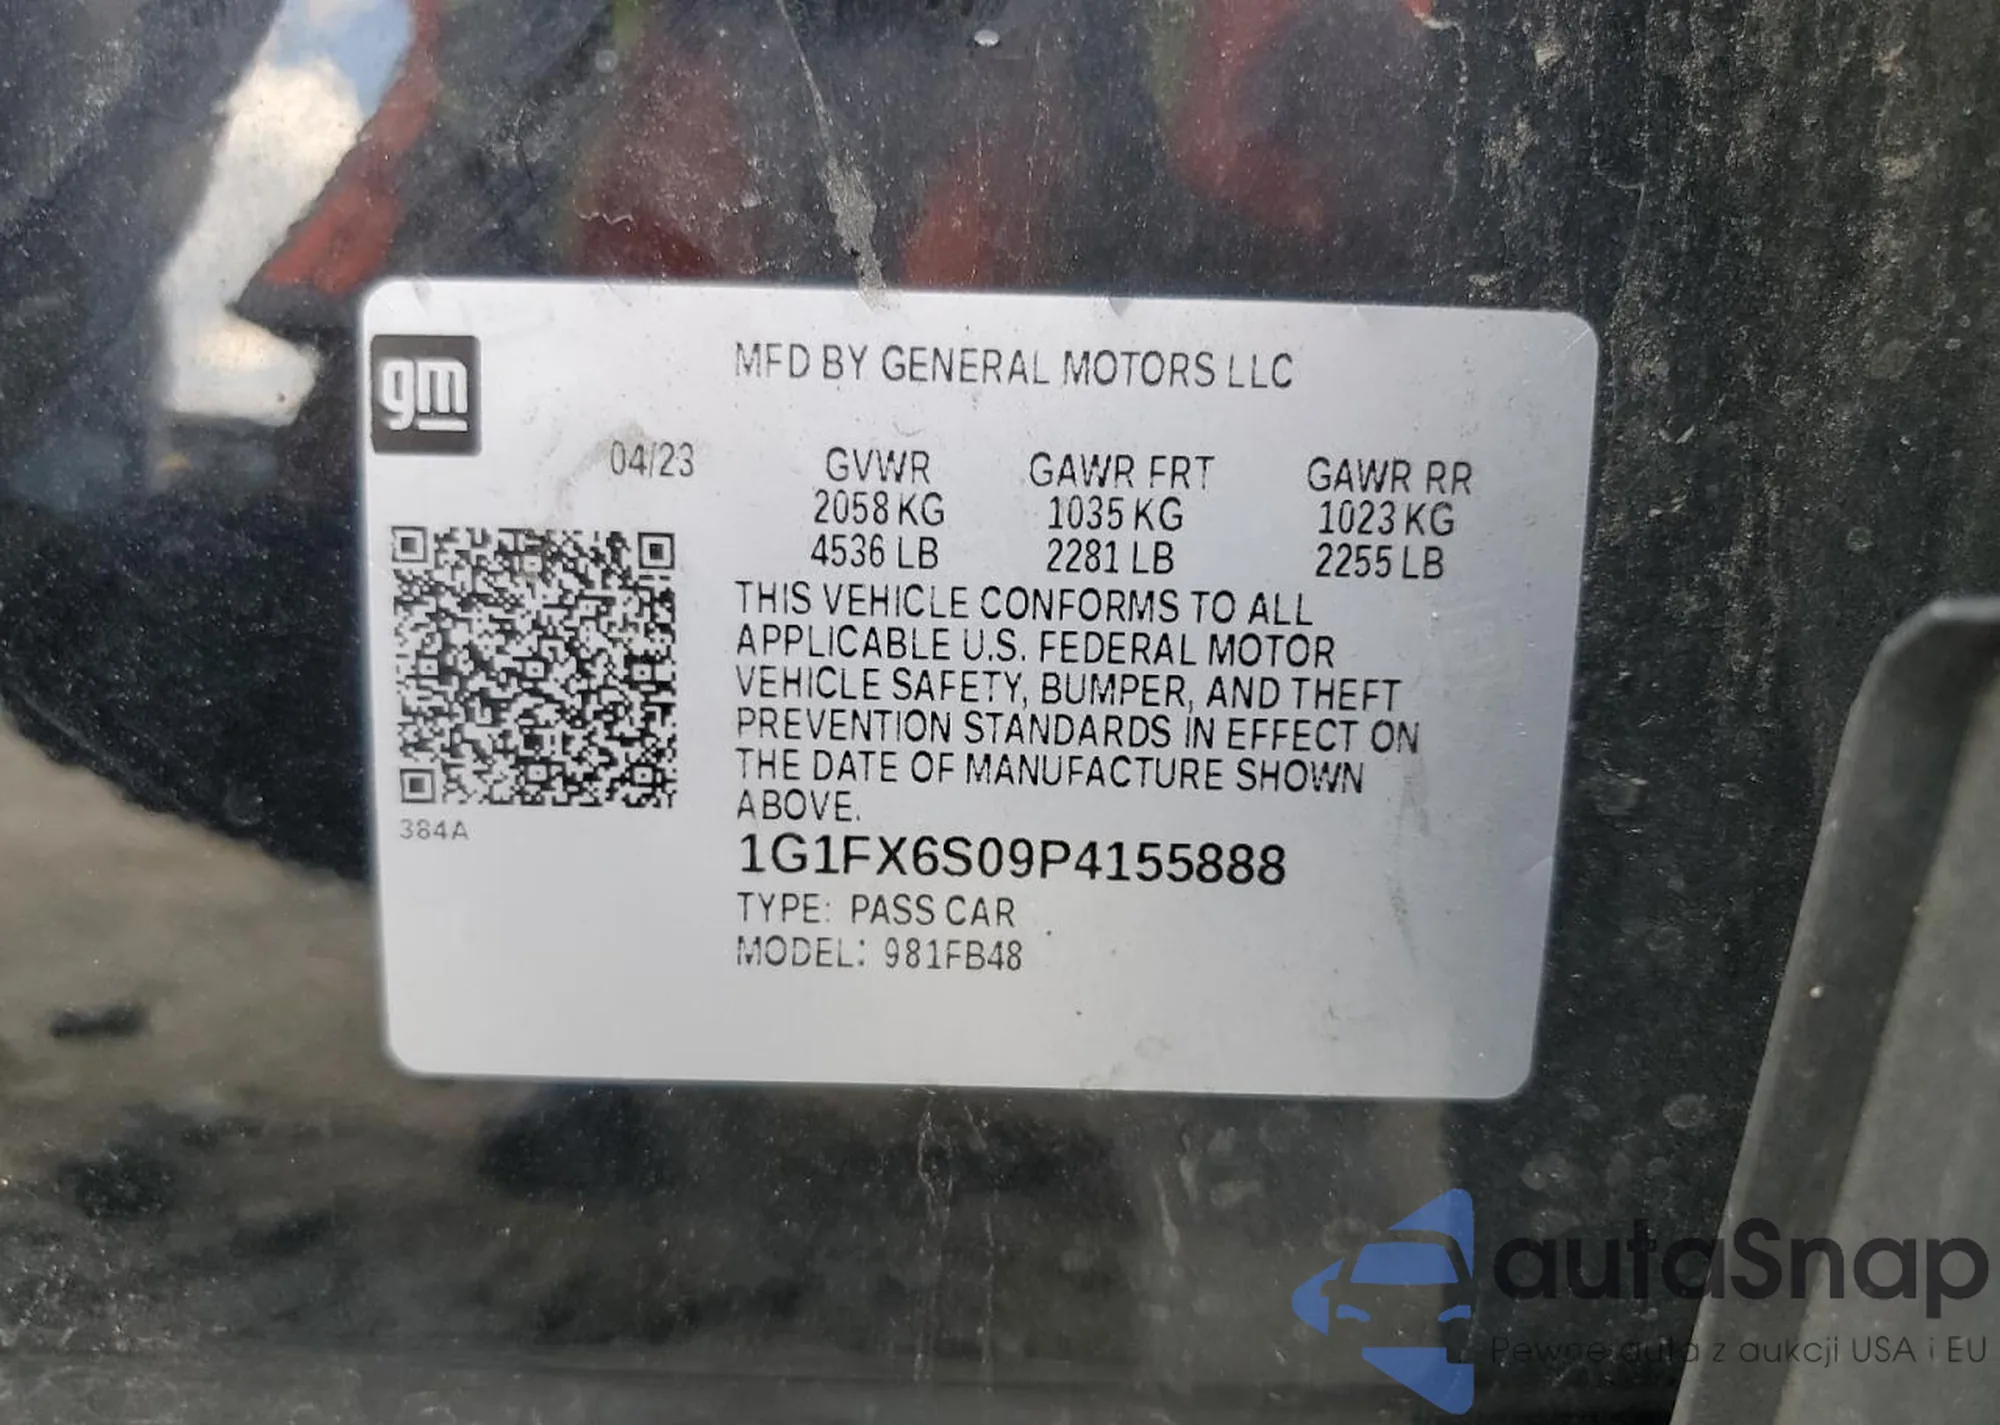 gm
MFD BY GENERAL MOTORS LLC
04/23
GVWR GAWR FRT GAWR RR
2058 KG 1035 KG 1023 KG
4536 LB 2281 LB 2255 LB
THIS VEHICLE CONFORMS TO ALL
APPLICABLE U.S. FEDERAL MOTOR
VEHICLE SAFETY, BUMPER, AND THEFT
PREVENTION STANDARDS IN EFFECT ON
THE DATE OF MANUFACTURE SHOWN
ABOVE.
384A
1G1FX6S09P4155888
TYPE: PASS CAR
MODEL: 981FB48
autaSnap
Pewne auta z aukcji USA i EU